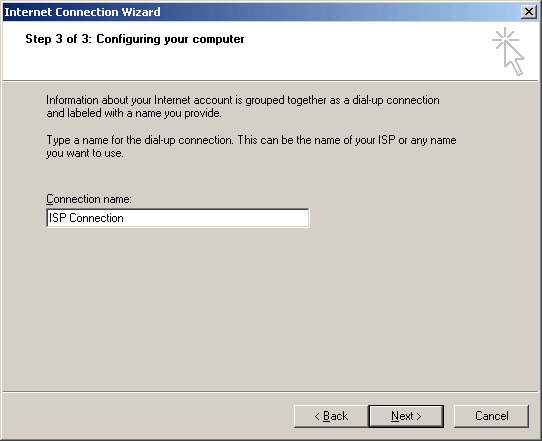 Internet Connection Wizard
Step 3 of 3: Configuring your computer
Information about your Internet account is grouped together as a dial-up connection
and labeled with a name you provide.
Type a name for the dial-up connection. This can be the name of your ISP or any name
you want to use.
Connection name:
ISP Connection
< Back
Next >
Cancel